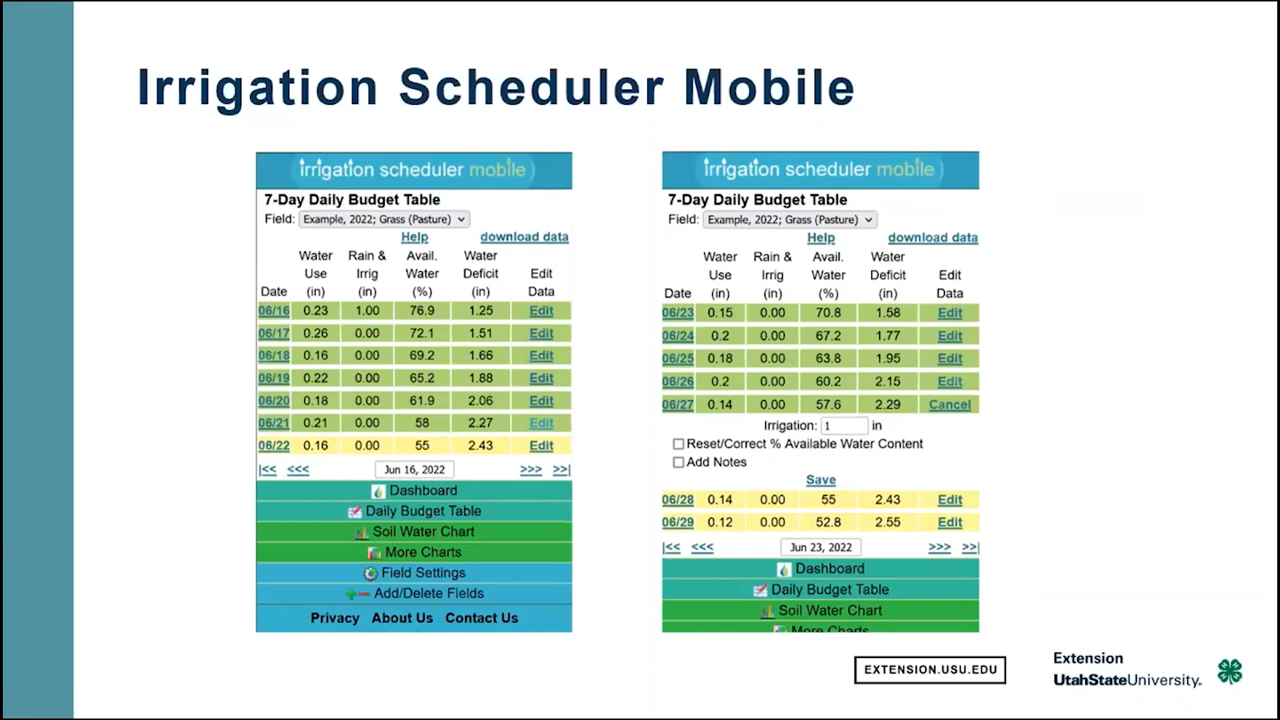 Irrigation Scheduler Mobile
irrigation scheduler mobile
7-Day Daily Budget Table
Field: Example, 2022; Grass (Pasture)
Help download data
Water Rain & Avail. Water
Use Irrig Water Deficit Edit
Date (in) (in) (%) (in) Data
06/16 0.23 1.00 76.9 1.25 Edit
06/17 0.26 0.00 72.1 1.51 Edit
06/18 0.16 0.00 69.2 1.66 Edit
06/19 0.22 0.00 65.2 1.88 Edit
06/20 0.18 0.00 61.9 2.06 Edit
06/21 0.21 0.00 58 2.27 Edit
06/22 0.16 0.00 55 2.43 Edit
|<< <<< Jun 16, 2022 >>> >>|
Dashboard
Daily Budget Table
Soil Water Chart
More Charts
Field Settings
Add/Delete Fields
Privacy About Us Contact Us
irrigation scheduler mobile
7-Day Daily Budget Table
Field: Example, 2022; Grass (Pasture)
Help download data
Water Rain & Avail. Water
Use Irrig Water Deficit Edit
Date (in) (in) (%) (in) Data
06/23 0.15 0.00 70.8 1.58 Edit
06/24 0.2 0.00 67.2 1.77 Edit
06/25 0.18 0.00 63.8 1.95 Edit
06/26 0.2 0.00 60.2 2.15 Edit
06/27 0.14 0.00 57.6 2.29 Cancel
Irrigation: 1 in
Reset/Correct % Available Water Content
Add Notes
Save
06/28 0.14 0.00 55 2.43 Edit
06/29 0.12 0.00 52.8 2.55 Edit
|<< <<< Jun 23, 2022 >>> >>|
Dashboard
Daily Budget Table
Soil Water Chart
More Charts
EXTENSION.USU.EDU
Extension
UtahStateUniversity